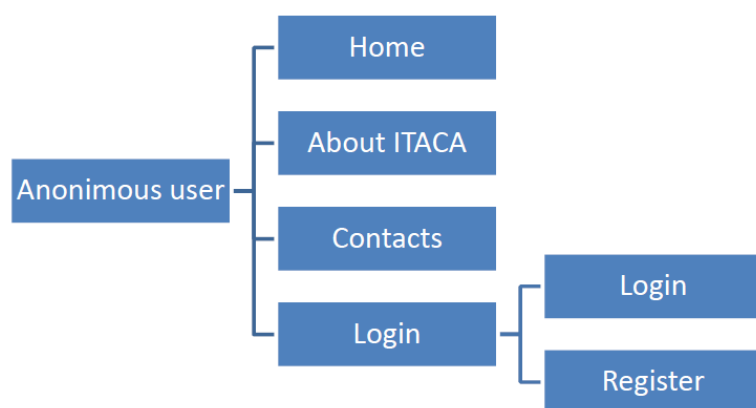 Home
About ITACA
Anonimous user
Contacts
Login
Login
Register